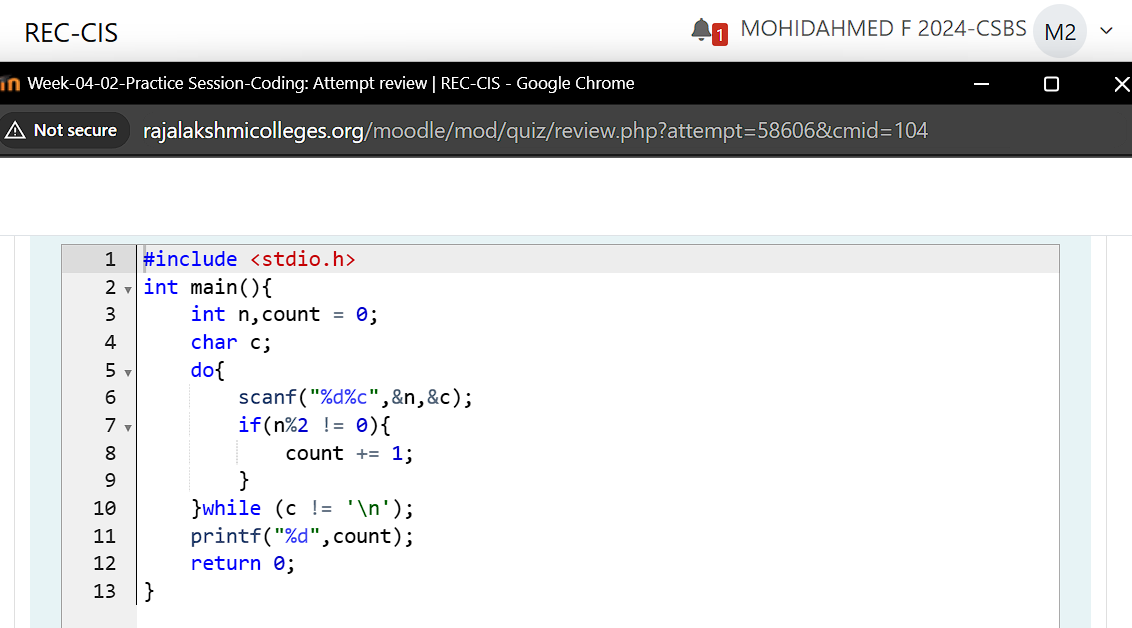 REC-CIS
1 MOHIDAHMED F 2024-CSBS M2
in Week-04-02-Practice Session-Coding: Attempt review | REC-CIS - Google Chrome
Not secure rajalakshmicolleges.org/moodle/mod/quiz/review.php?attempt=58606&cmid=104
1 #include <stdio.h>
2 int main(){
3     int n,count = 0;
4     char c;
5     do{
6         scanf("%d%c",&n,&c);
7         if(n%2 != 0){
8             count += 1;
9         }
10     }while (c != '\n');
11     printf("%d",count);
12     return 0;
13 }